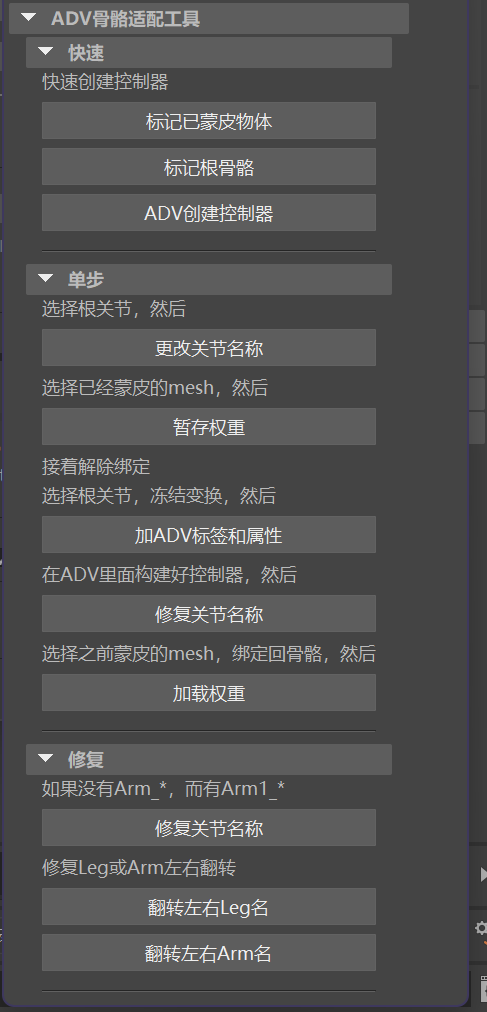 ADV骨骼适配工具
快速
快速创建控制器
标记已蒙皮物体
标记根骨骼
ADV创建控制器
单步
选择根关节，然后
更改关节名称
选择已经蒙皮的mesh，然后
暂存权重
接着解除绑定
选择根关节，冻结变换，然后
加ADV标签和属性
在ADV里面构建好控制器，然后
修复关节名称
选择之前蒙皮的mesh，绑定回骨骼，然后
加载权重
修复
如果没有Arm_*，而有Arm1_*
修复关节名称
修复Leg或Arm左右翻转
翻转左右Leg名
翻转左右Arm名